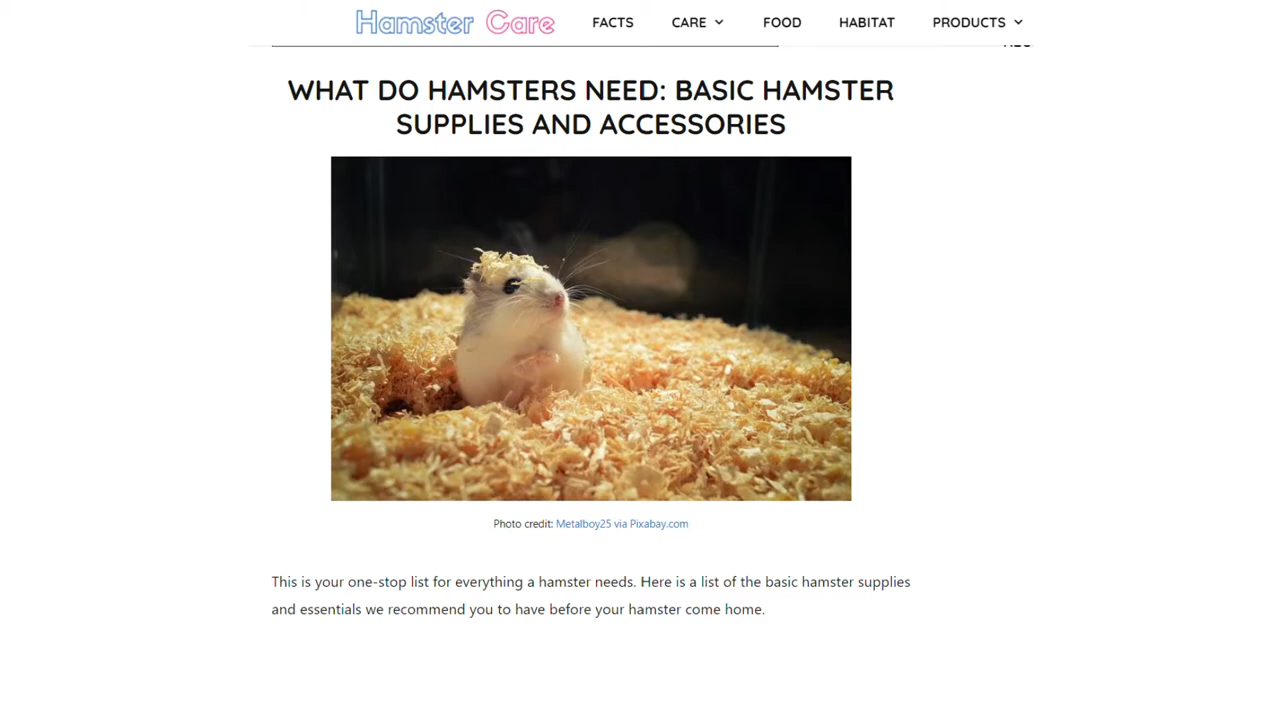 Hamster Care FACTS CARE FOOD HABITAT PRODUCTS
WHAT DO HAMSTERS NEED: BASIC HAMSTER
SUPPLIES AND ACCESSORIES
Photo credit: Metalboy25 via Pixabay.com
This is your one-stop list for everything a hamster needs. Here is a list of the basic hamster supplies
and essentials we recommend you to have before your hamster come home.